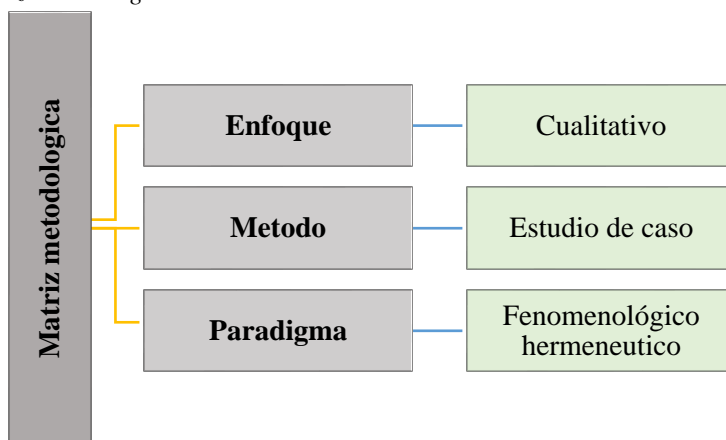 Matriz metodologica
Enfoque
Cualitativo
Metodo
Estudio de caso
Paradigma
Fenomenológico
hermeneutico